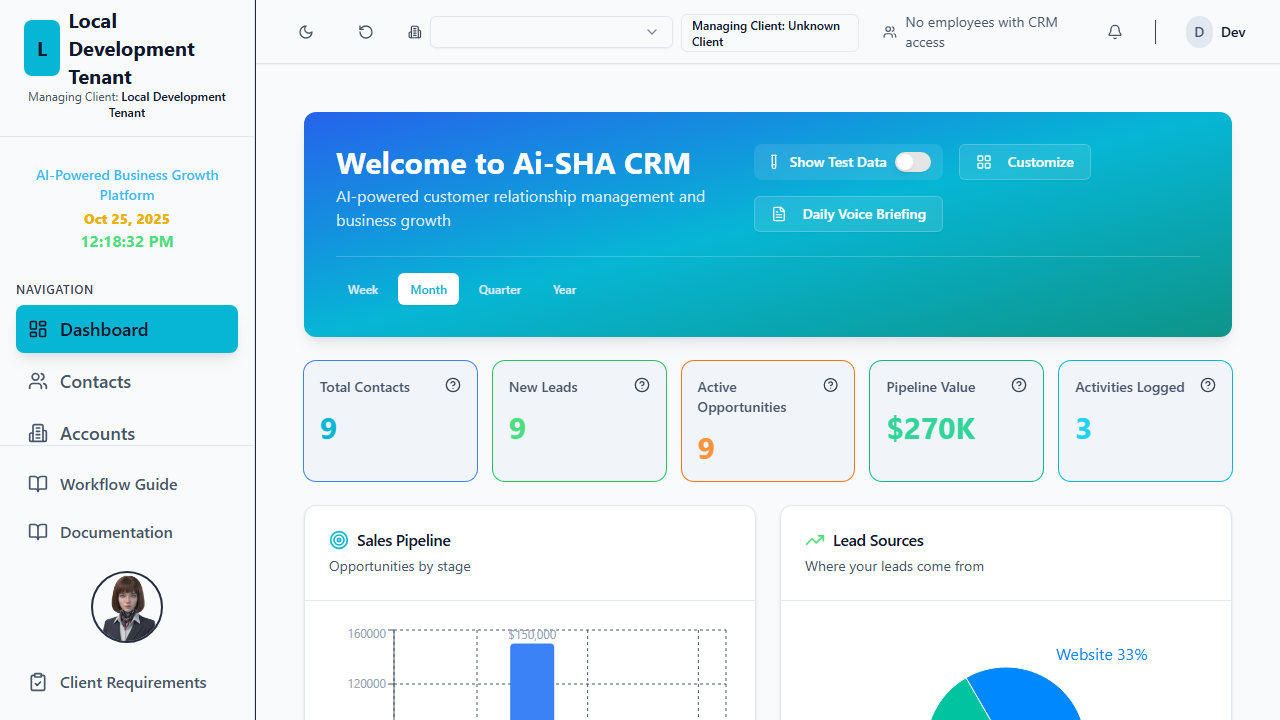 L
Local
Development
Tenant
Managing Client: Local Development
Tenant
AI-Powered Business Growth
Platform
Oct 25, 2025
12:18:32 PM
NAVIGATION
Dashboard
Contacts
Accounts
Workflow Guide
Documentation
Client Requirements
Managing Client: Unknown
Client
No employees with CRM
access
D
Dev
Welcome to Ai-SHA CRM
AI-powered customer relationship management and
business growth
Show Test Data
Customize
Daily Voice Briefing
Week
Month
Quarter
Year
Total Contacts
9
New Leads
9
Active
Opportunities
9
Pipeline Value
$270K
Activities Logged
3
Sales Pipeline
Opportunities by stage
160000
$150,000
120000
Lead Sources
Where your leads come from
Website 33%